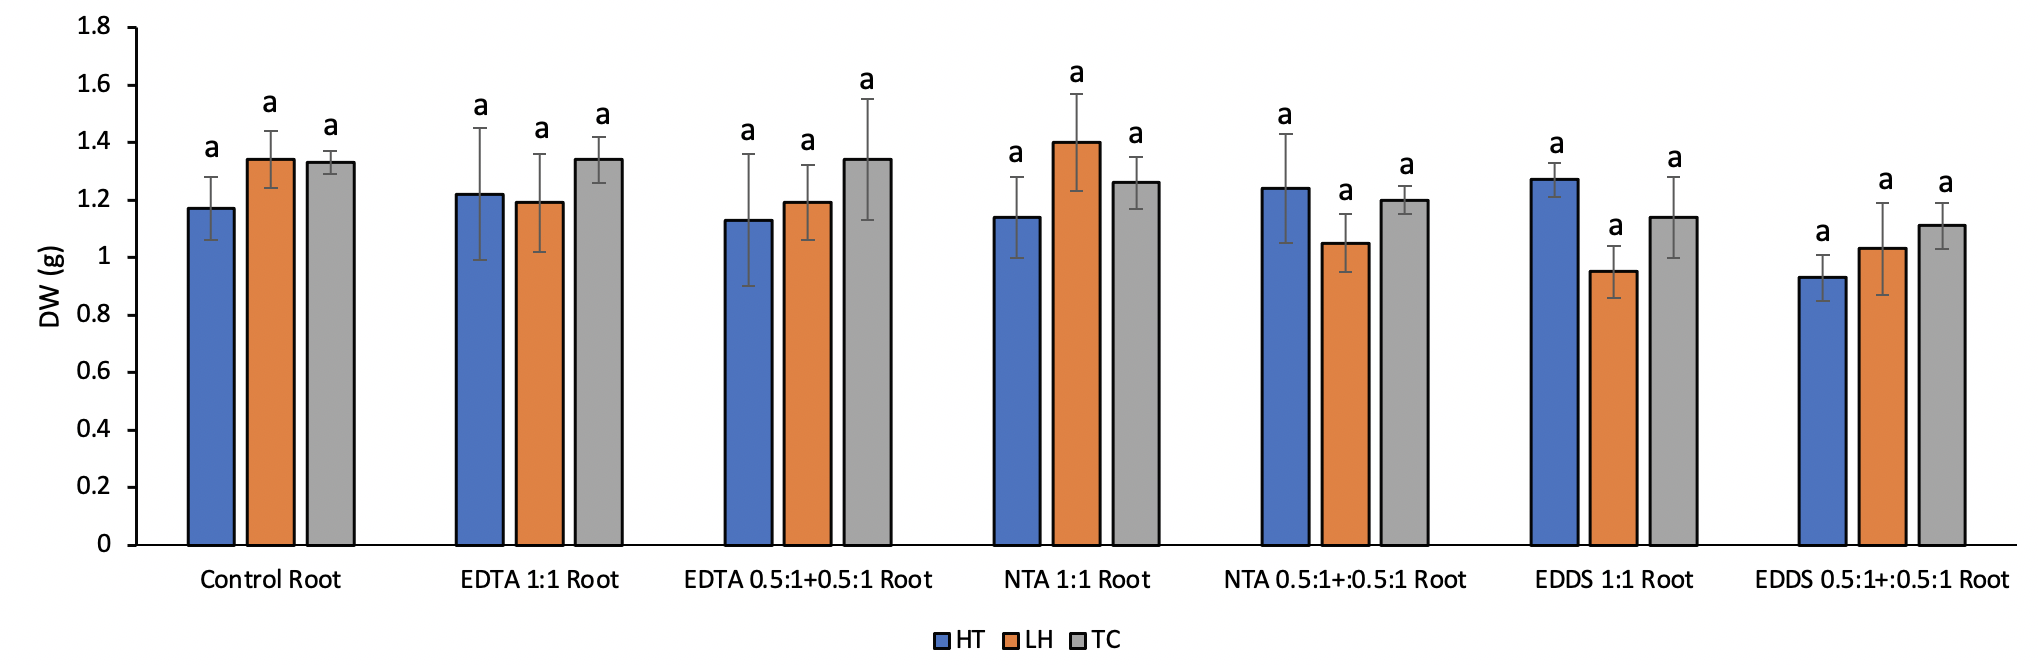 1.8
1.6
1.4
1.2
1
0.8
0.6
0.4
0.2
0
DW (g)
a a a a a a a a a a a a a a a a a a a a a
Control Root EDTA 1:1 Root EDTA 0.5:1+0.5:1 Root NTA 1:1 Root NTA 0.5:1+:0.5:1 Root EDDS 1:1 Root EDDS 0.5:1+:0.5:1 Root
HT LH TC